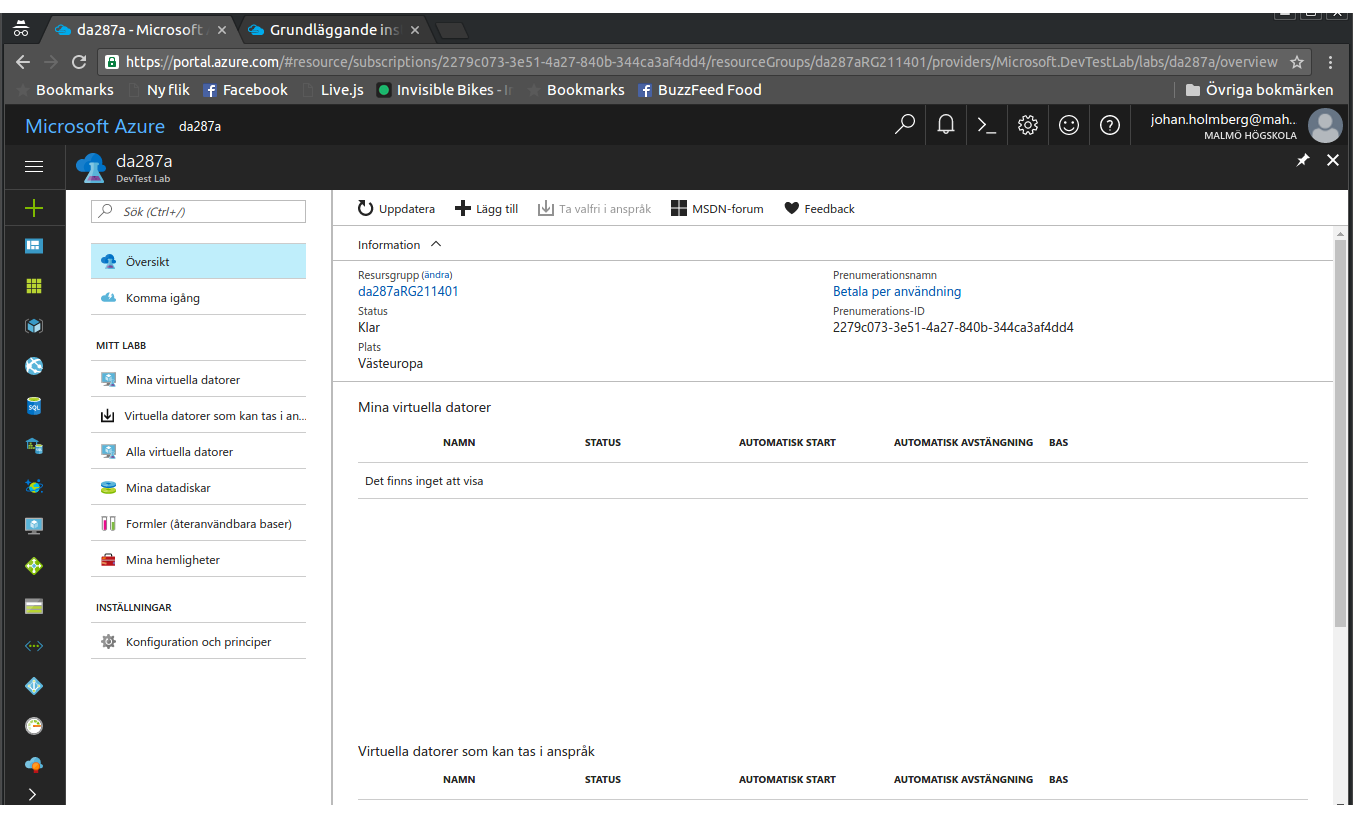 da287a - Microsoft A
Grundläggande ins
https://portal.azure.com/#resource/subscriptions/2279c073-3e51-4a27-840b-344ca3af4dd4/resourceGroups/da287aRG211401/providers/Microsoft.DevTestLab/labs/da287a/overview
Bookmarks Ny flik Facebook Live.js Invisible Bikes - Bookmarks BuzzFeed Food Övriga bokmärken
Microsoft Azure da287a
johan.holmberg@mah..
MALMÖ HÖGSKOLA
da287a
DevTest Lab
Sök (Ctrl+/)
Översikt
Komma igång
MITT LABB
Mina virtuella datorer
Virtuella datorer som kan tas i an...
Alla virtuella datorer
Mina datadiskar
Formler (återanvändbara baser)
Mina hemligheter
INSTÄLLNINGAR
Konfiguration och principer
Uppdatera Lägg till Ta valfri i anspråk MSDN-forum Feedback
Information
Resursgrupp (ändra)
da287aRG211401
Status
Klar
Plats
Västeuropa
Prenumerationsnamn
Betala per användning
Prenumerations-ID
2279c073-3e51-4a27-840b-344ca3af4dd4
Mina virtuella datorer
NAMN STATUS AUTOMATISK START AUTOMATISK AVSTÄNGNING BAS
Det finns inget att visa
Virtuella datorer som kan tas i anspråk
NAMN STATUS AUTOMATISK START AUTOMATISK AVSTÄNGNING BAS